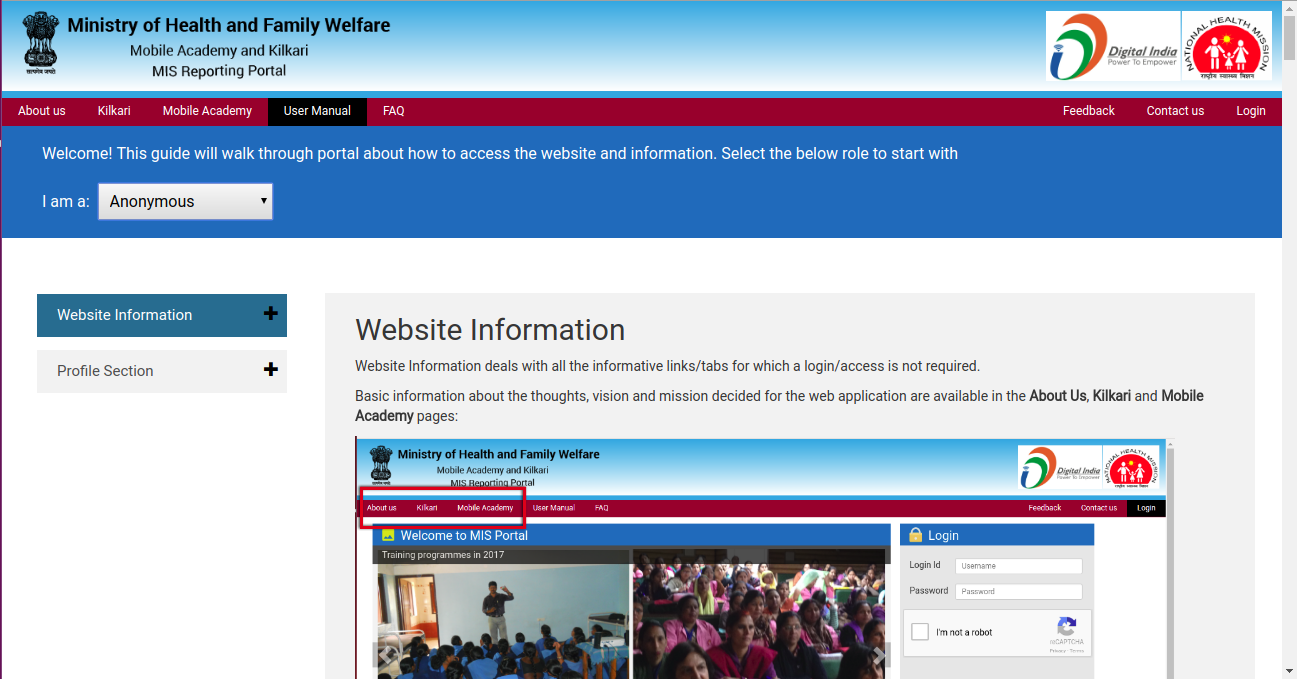 Ministry of Health and Family Welfare
Mobile Academy and Kilkari
MIS Reporting Portal
सत्यमेव जयते
Digital India
Power To Empower
NATIONAL HEALTH MISSION
राष्ट्रीय स्वास्थ्य मिशन
About us Kilkari Mobile Academy User Manual FAQ Feedback Contact us Login
Welcome! This guide will walk through portal about how to access the website and information. Select the below role to start with
I am a: Anonymous
Website Information
Profile Section
Website Information
Website Information deals with all the informative links/tabs for which a login/access is not required.
Basic information about the thoughts, vision and mission decided for the web application are available in the About Us, Kilkari and Mobile
Academy pages:
Ministry of Health and Family Welfare
Mobile Academy and Kilkari
MIS Reporting Portal
Digital India
Power To Empower
NATIONAL HEALTH MISSION
About us Kilkari Mobile Academy User Manual FAQ Feedback Contact us Login
Welcome to MIS Portal
Training programmes in 2017
Login
Login Id Username
Password Password
I'm not a robot
reCAPTCHA
Privacy - Terms